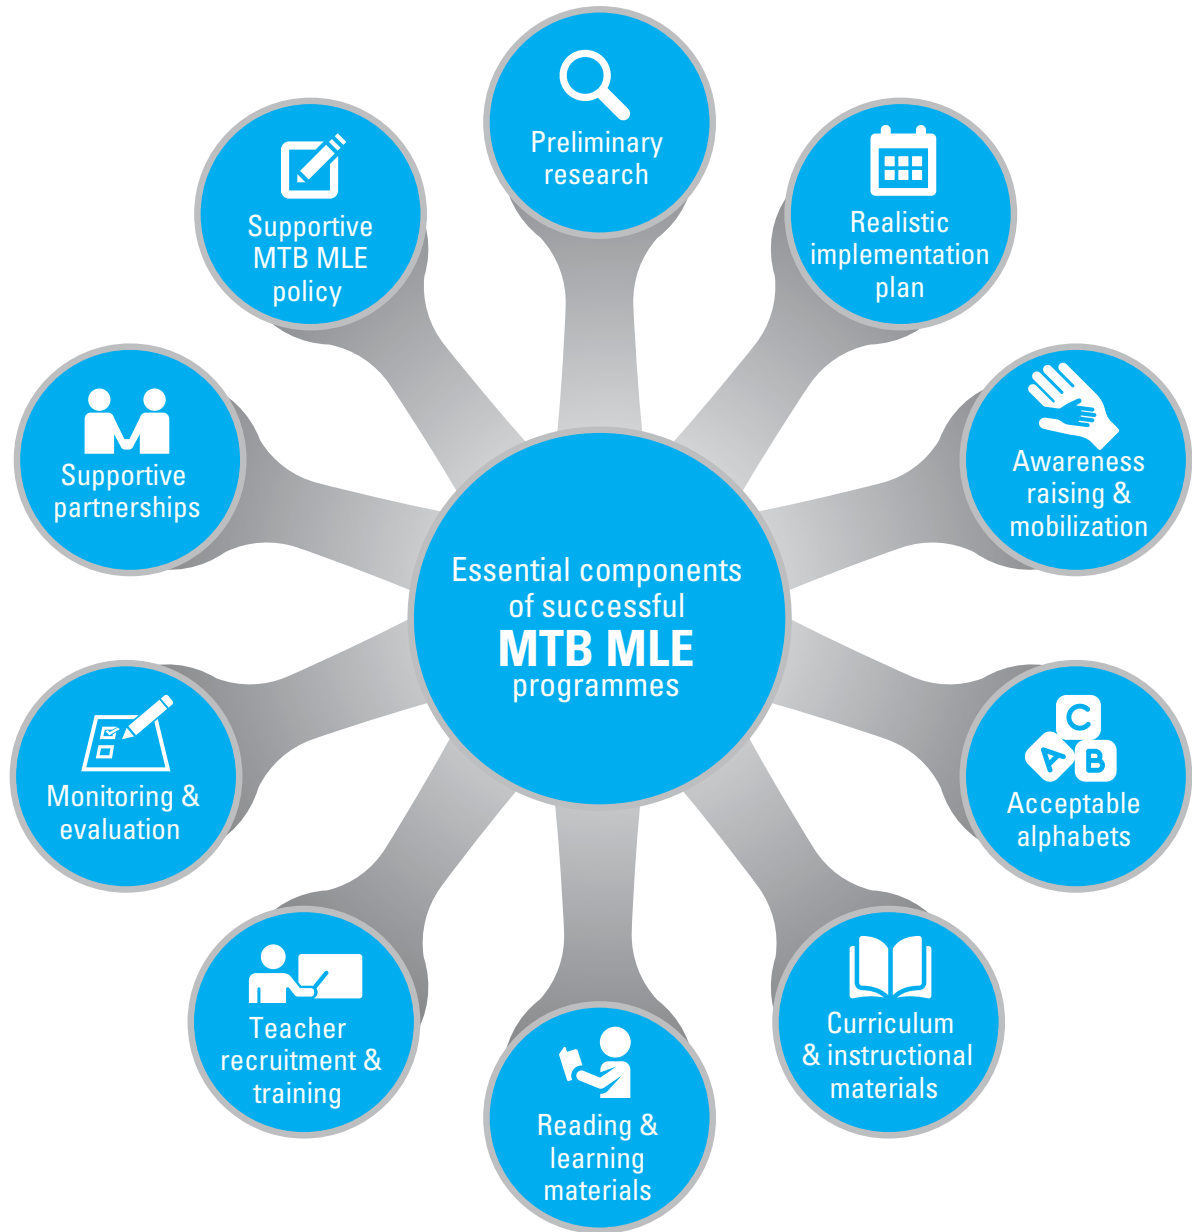 Preliminary
research
Realistic
implementation
plan
Awareness
raising &
mobilization
C
A
B
Acceptable
alphabets
Curriculum
& instructional
materials
Reading &
learning
materials
Teacher
recruitment &
training
Monitoring &
evaluation
Supportive
partnerships
Supportive
MTB MLE
policy
Essential components
of successful
MTB MLE
programmes